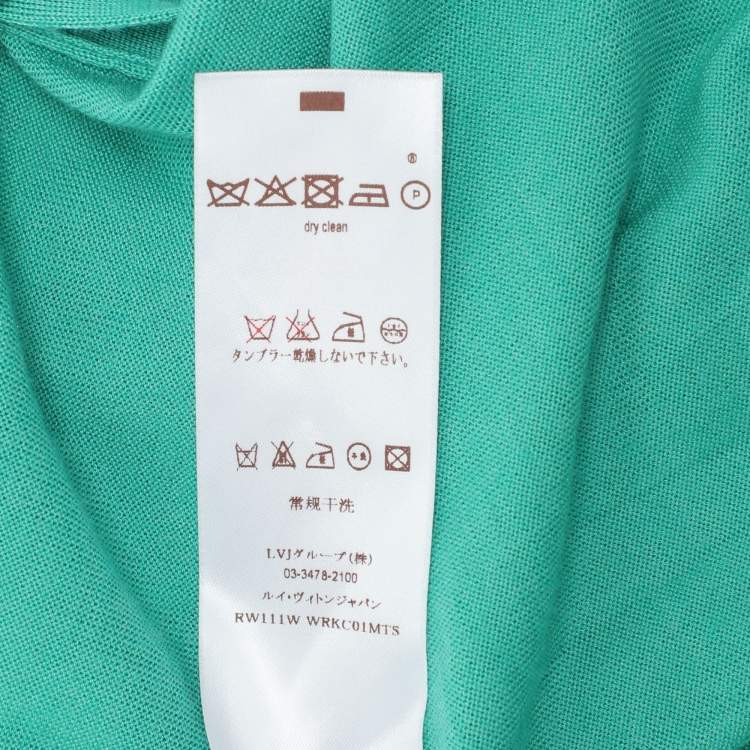 ®
P
dry clean
タンブラー乾燥しないで下さい。
常规干洗
LVJグループ(株)
03-3478-2100
ルイ・ヴィトンジャパン
RW111W WRKC01MTS